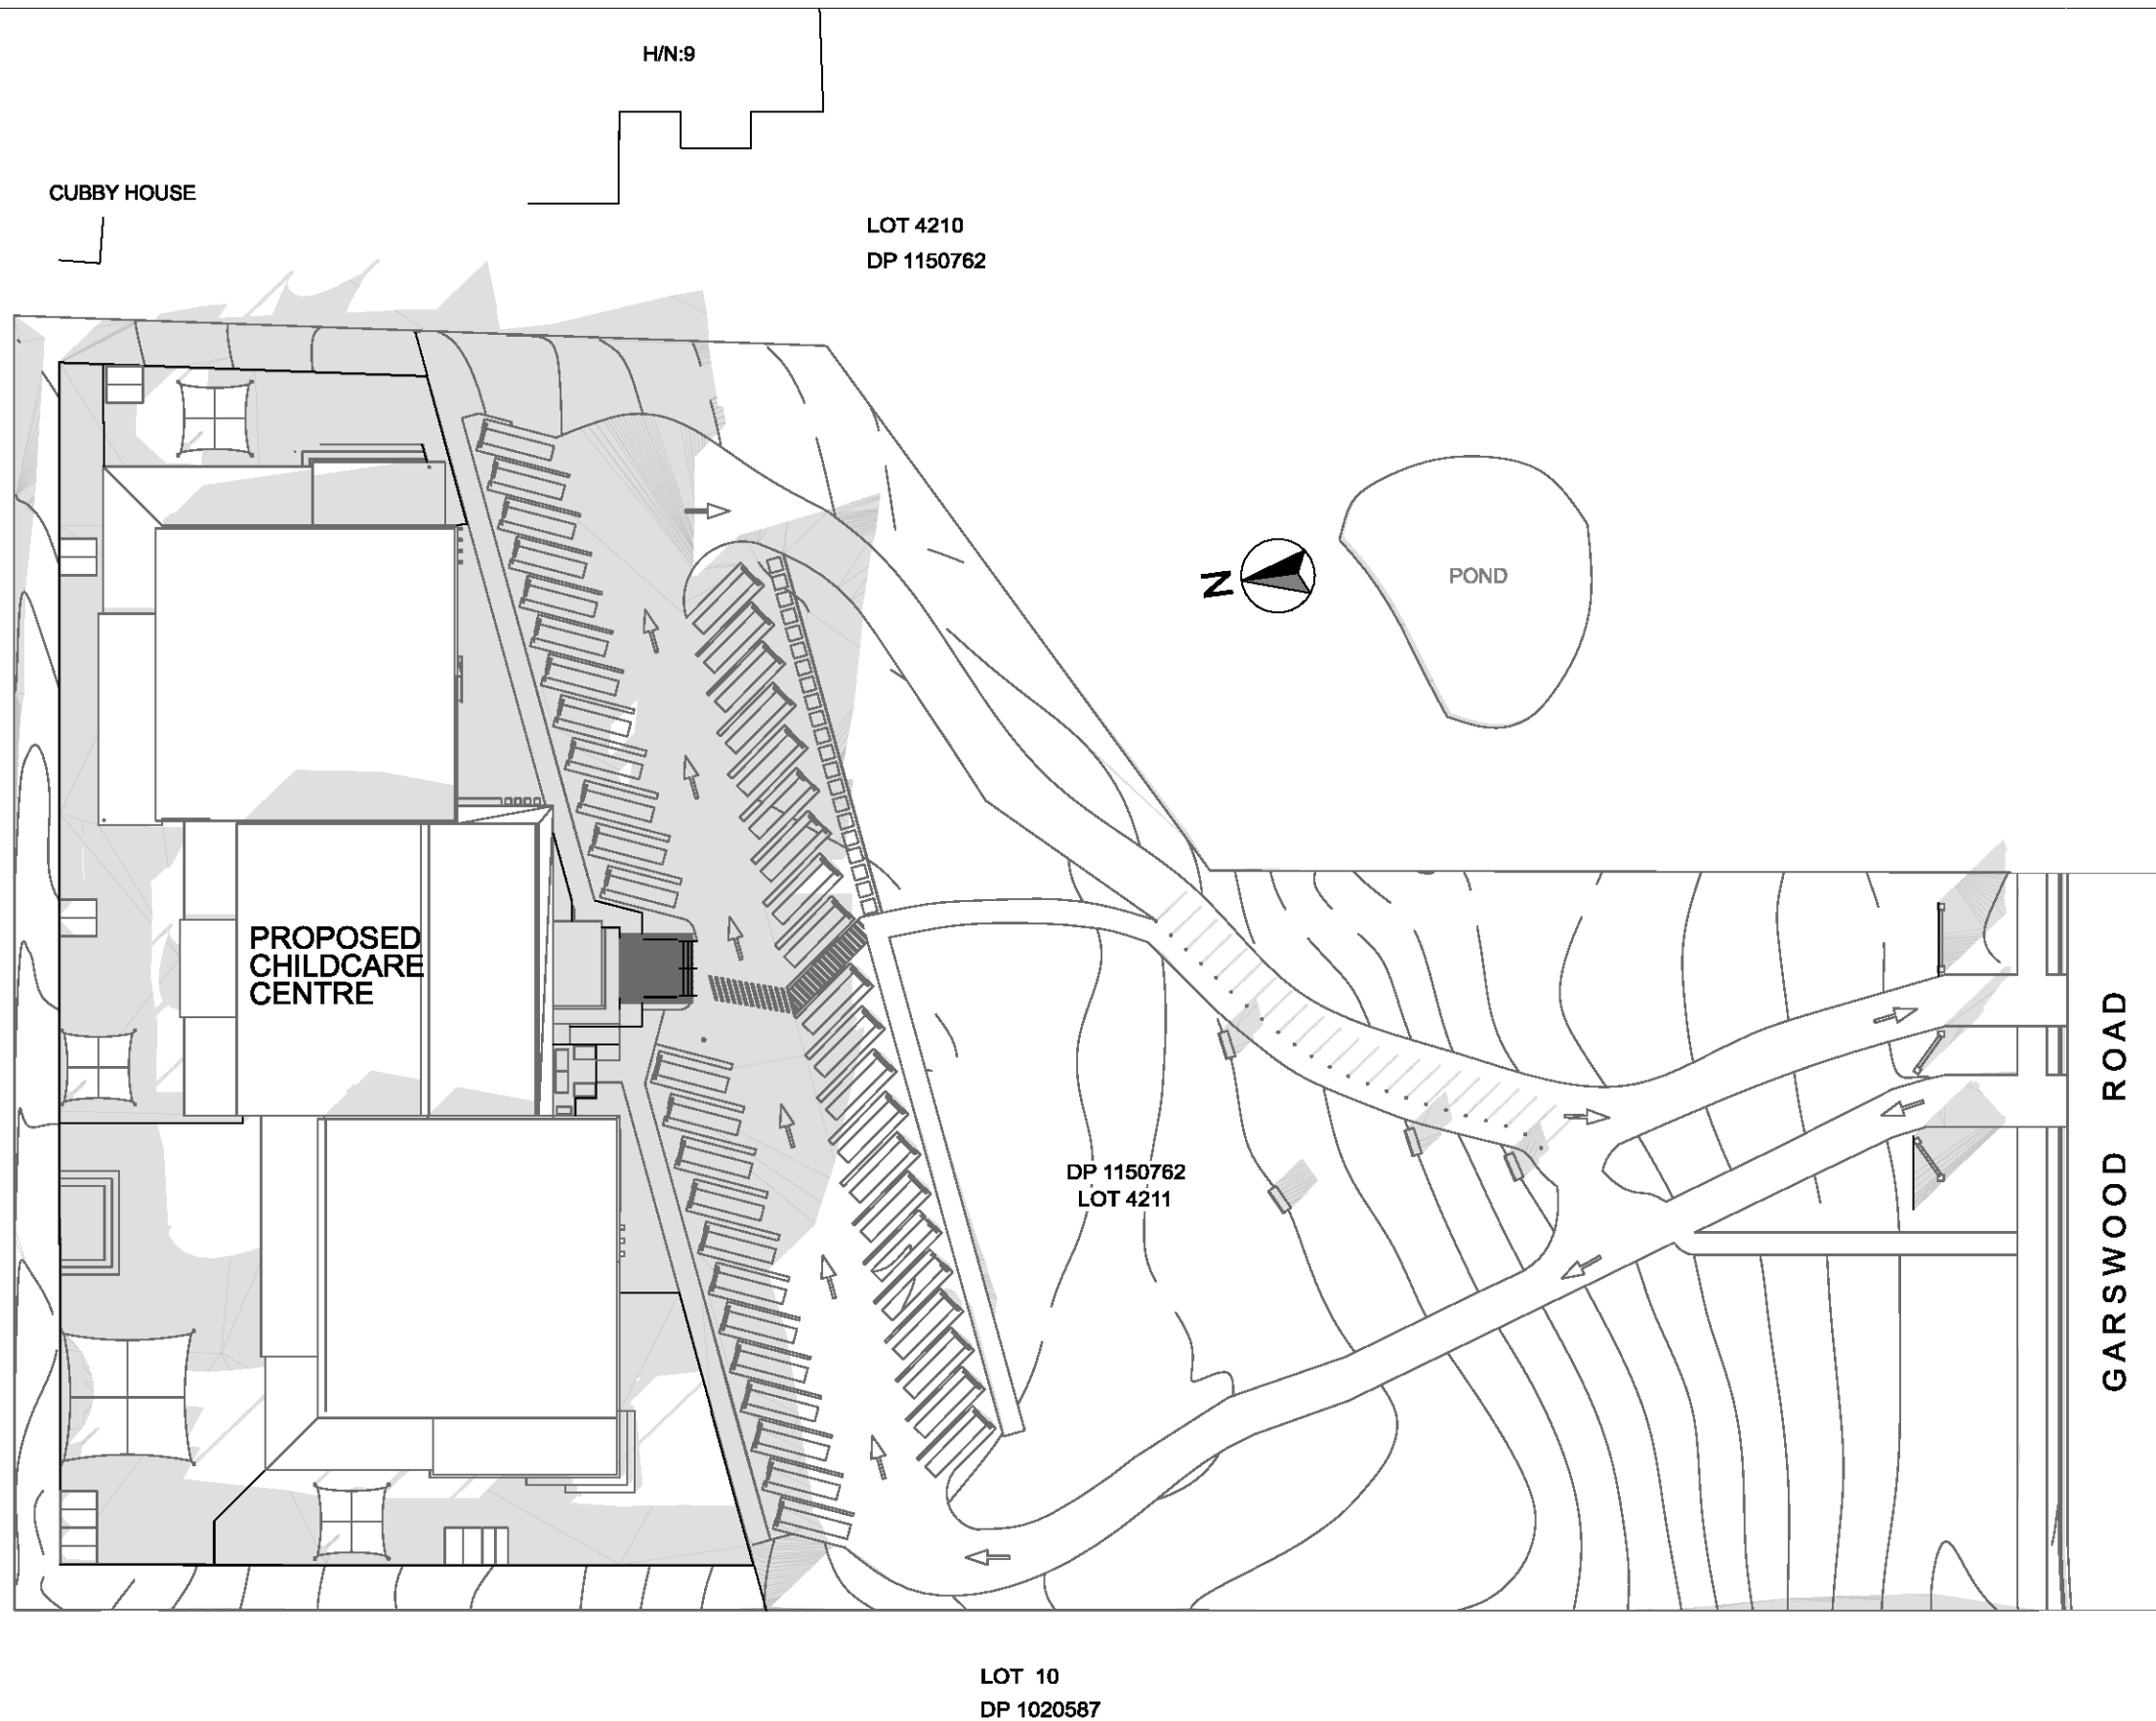 H/N:9
CUBBY HOUSE
LOT 4210
DP 1150762
N
POND
PROPOSED
CHILDCARE
CENTRE
DP 1150762
LOT 4211
GARSWOOD ROAD
LOT 10
DP 1020587